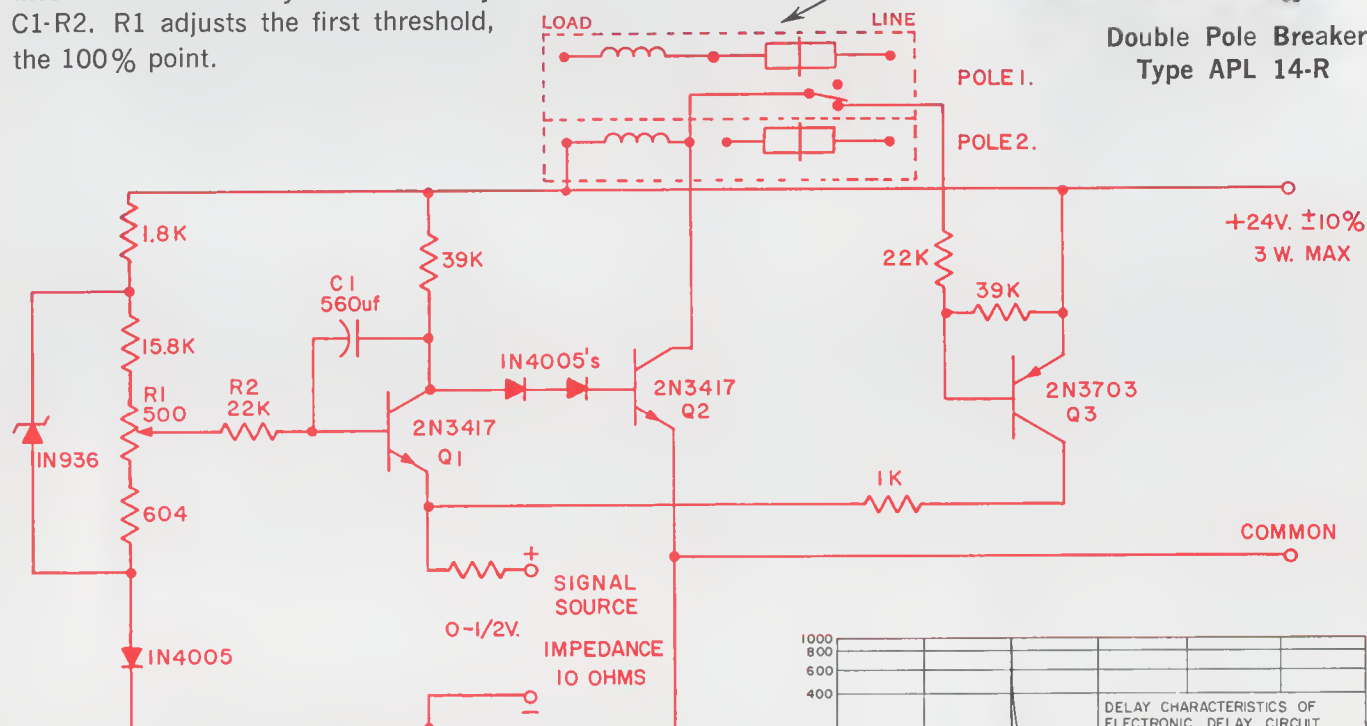 C1-R2. R1 adjusts the first threshold,
the 100% point.
Double Pole Breaker
Type APL 14-R
LOAD
LINE
POLE 1.
POLE 2.
+24V. ±10%
3 W. MAX
1.8K
39K
22K
39K
C1
560uf
15.8K
1N4005's
R1
500
R2
22K
2N3417
Q1
2N3417
Q2
2N3703
Q3
1N936
604
1K
COMMON
+
SIGNAL
SOURCE
0-1/2V.
IMPEDANCE
10 OHMS
–
1N4005
1000
800
600
400
DELAY CHARACTERISTICS OF
ELECTRONIC DELAY CIRCUIT